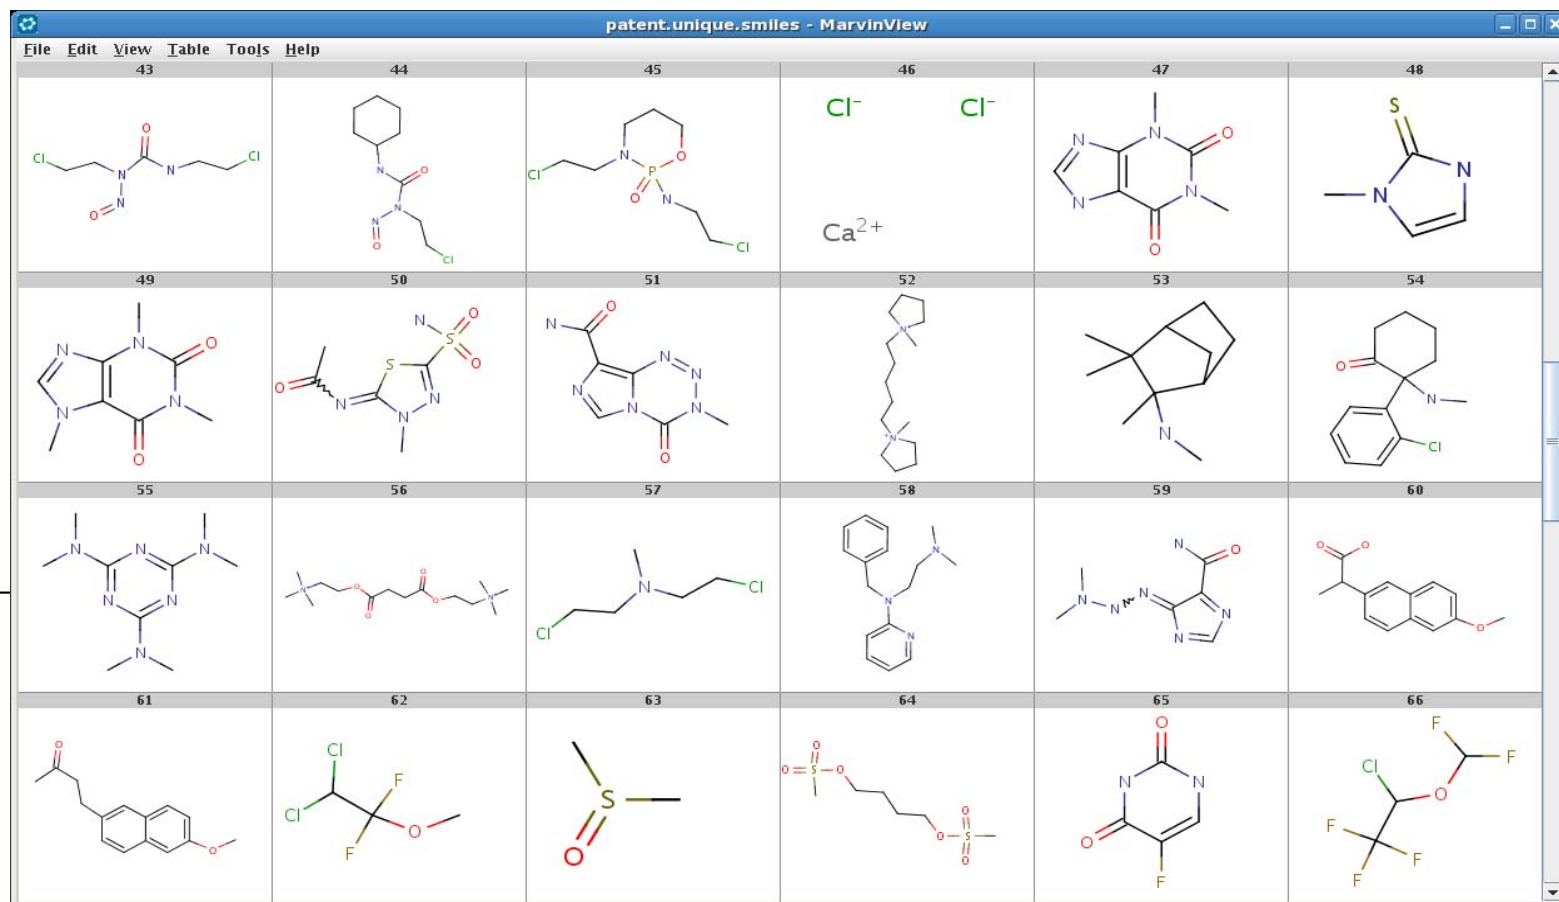 patent.unique.smiles - MarvinView
File Edit View Table Tools Help
43 44 45 46 47 48
Cl O Cl N N N O
O N O N N Cl
N O P O N Cl Cl
Cl⁻ Cl⁻ Ca²⁺
N N N N O O
S N N
49 50 51 52 53 54
N N N N O O
O N S N N N S O O
N O N N N N N N O
N⁺ N⁺
N
O N Cl
55 56 57 58 59 60
N N N N N N
N⁺ O O O O N⁺
N Cl Cl
N N N
N N N N O N N
O O O
61 62 63 64 65 66
O O
Cl Cl F F O
S O
O S O O O S O
O N N O F
F F Cl O F F F